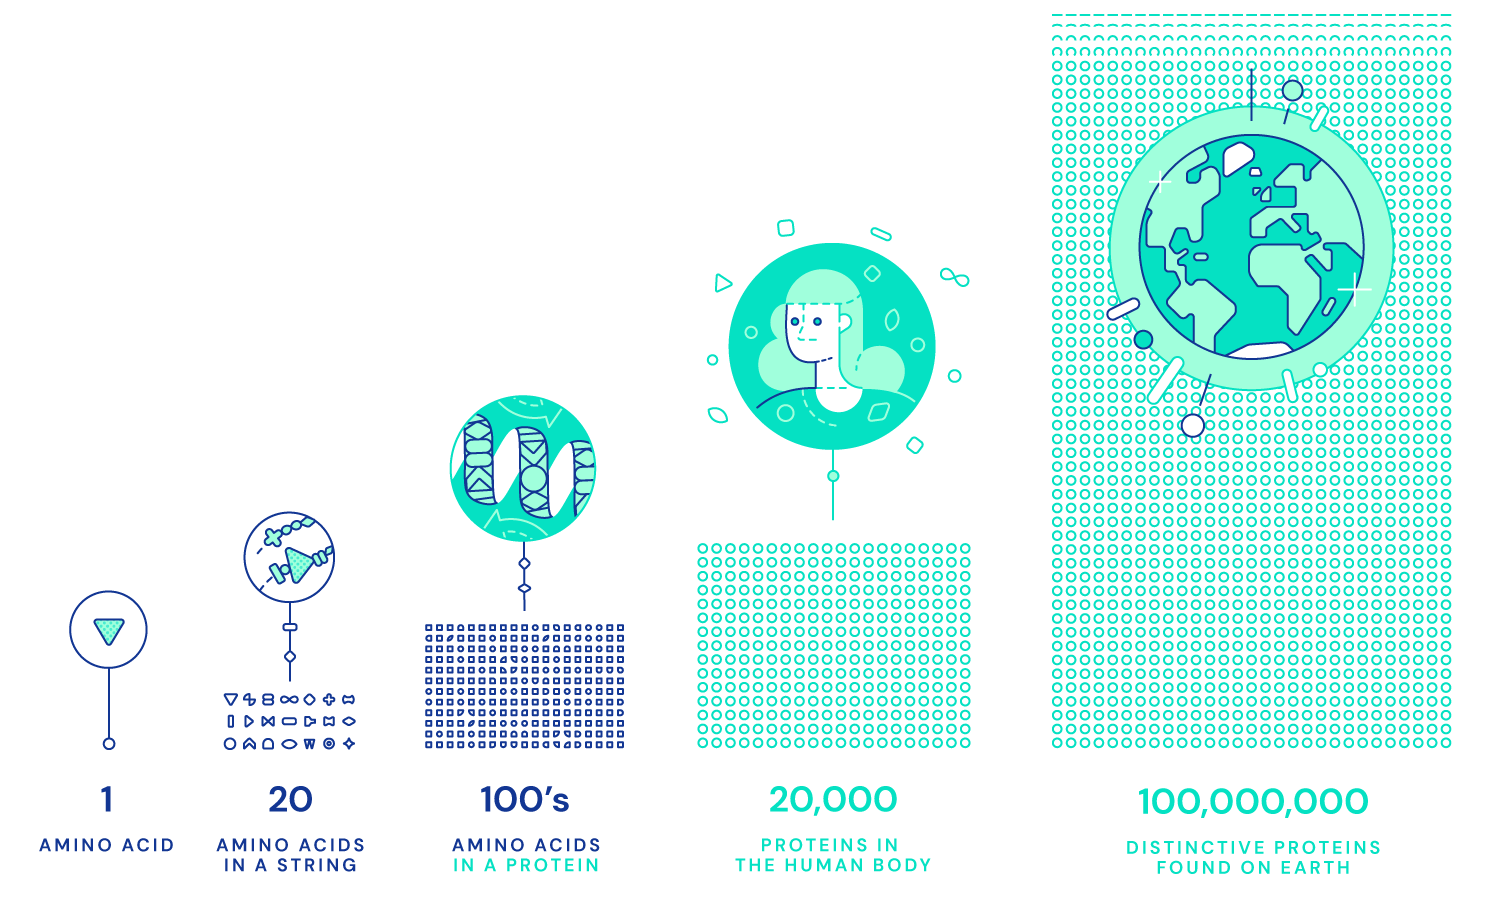 1
AMINO ACID
20
AMINO ACIDS
IN A STRING
100’s
AMINO ACIDS
IN A PROTEIN
20,000
PROTEINS IN
THE HUMAN BODY
100,000,000
DISTINCTIVE PROTEINS
FOUND ON EARTH